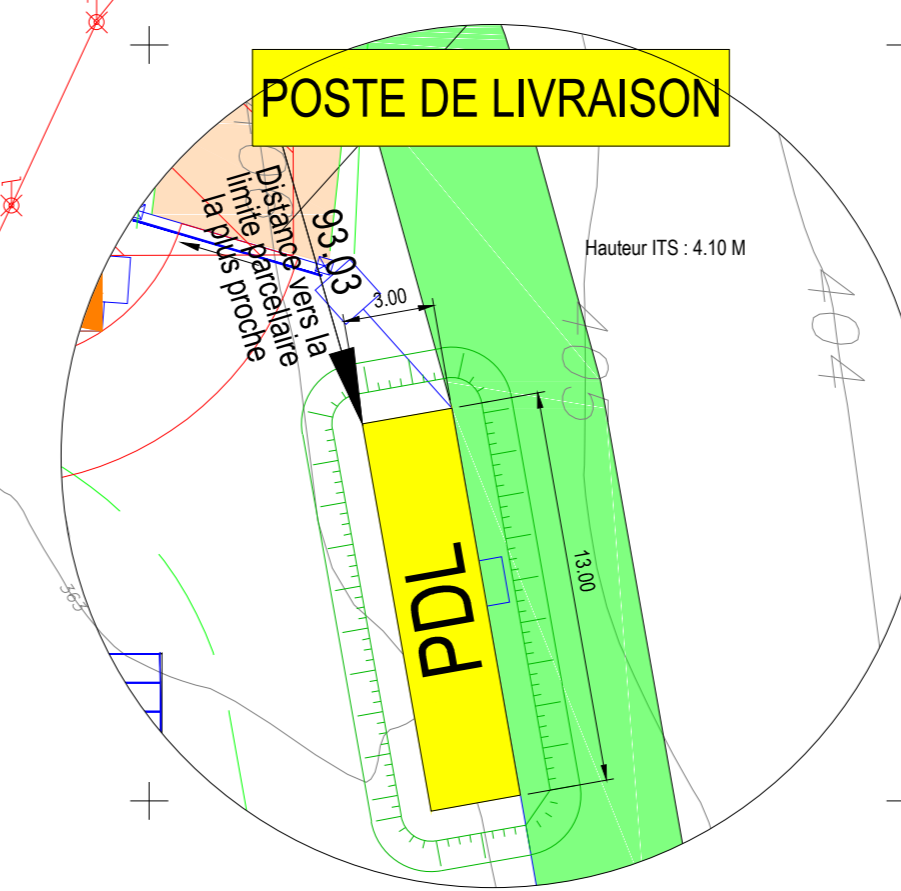 POSTE DE LIVRAISON
Distance vers la
limite parcellaire
la plus proche
93.03
3.00
Hauteur ITS : 4.10 M
405
404
13.00
PDL
363